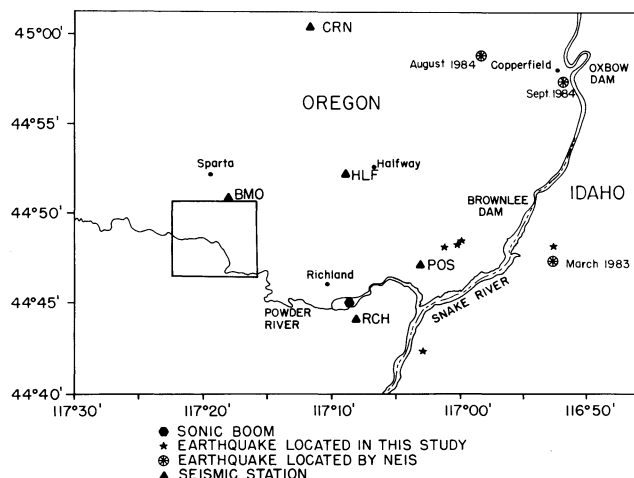 45°00'
CRN
August 1984
Copperfield
OXBOW
DAM
Sept. 1984
OREGON
44°55'
Sparta
Halfway
HLF
BMO
BROWNLEE
DAM
IDAHO
44°50'
POS
March 1983
Richland
44°45'
POWDER
RIVER
RCH
SNAKE RIVER
44°40'
117°30'
117°20'
117°10'
117°00'
116°50'
SONIC BOOM
EARTHQUAKE LOCATED IN THIS STUDY
EARTHQUAKE LOCATED BY NEIS
SEISMIC STATION